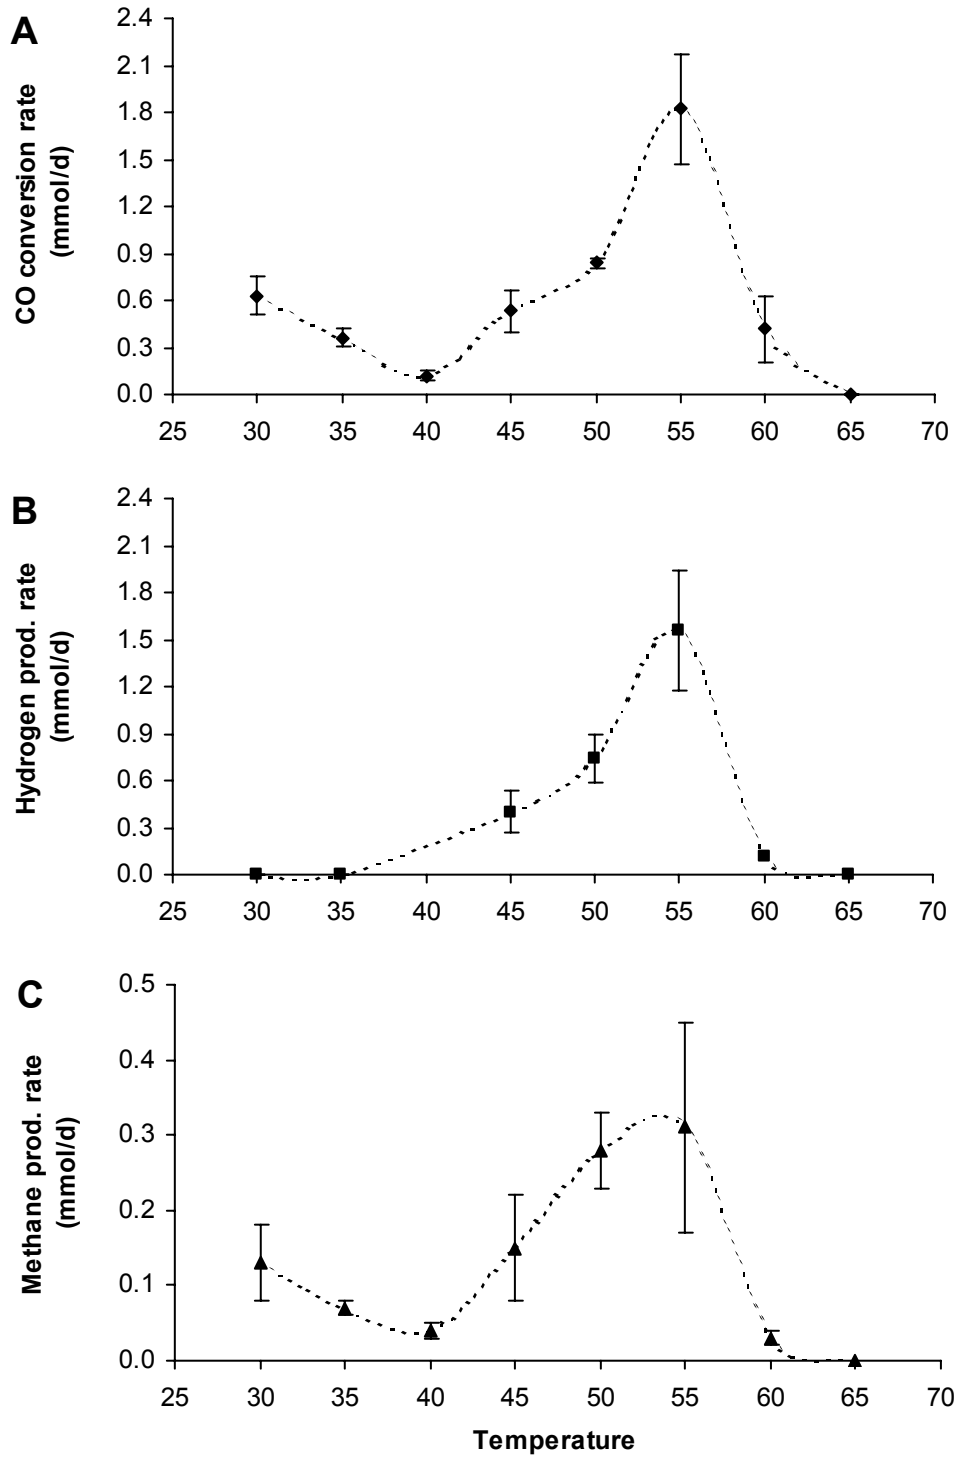 A
CO conversion rate
(mmol/d)
2.4
2.1
1.8
1.5
1.2
0.9
0.6
0.3
0.0
25 30 35 40 45 50 55 60 65 70
B
Hydrogen prod. rate
(mmol/d)
2.4
2.1
1.8
1.5
1.2
0.9
0.6
0.3
0.0
25 30 35 40 45 50 55 60 65 70
C
Methane prod. rate
(mmol/d)
0.5
0.4
0.3
0.2
0.1
0.0
25 30 35 40 45 50 55 60 65 70
Temperature